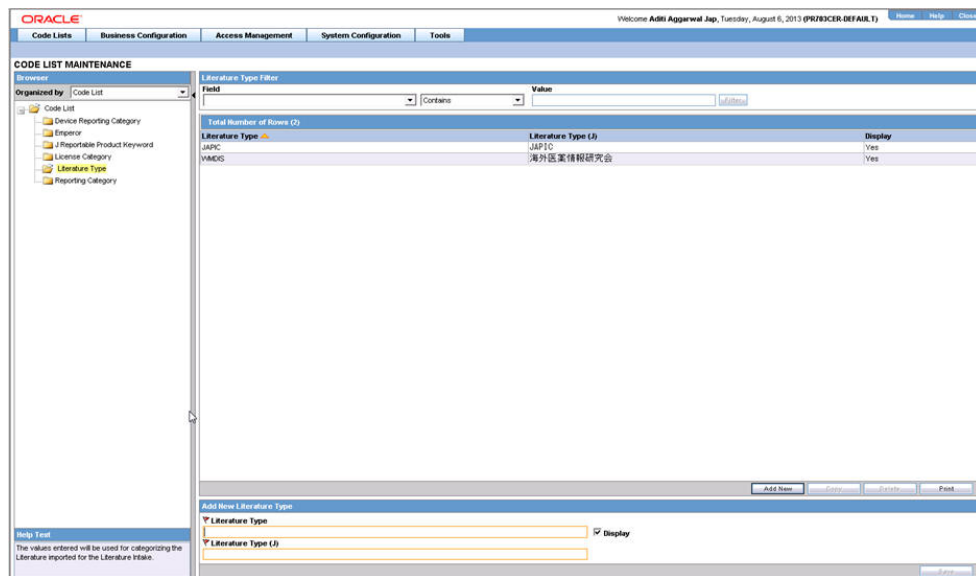 ORACLE
Welcome Aditi Aggarwal Jap, Tuesday, August 6, 2013 (PR703CER-DEFAULT)
Home Help Close
Code Lists Business Configuration Access Management System Configuration Tools
CODE LIST MAINTENANCE
Browser
Organized by Code List
Code List
Device Reporting Category
Emperor
J Reportable Product Keyword
License Category
Literature Type
Reporting Category
Literature Type Filter
Field Value
Contains Filter
Total Number of Rows (2)
Literature Type Literature Type (J) Display
JAPIC JAPIC Yes
WMDIS 海外医薬情報研究会 Yes
Add New Copy Delete Print
Add New Literature Type
Literature Type
Display
Literature Type (J)
Save
Help Text
The values entered will be used for categorizing the
Literature imported for the Literature Intake.